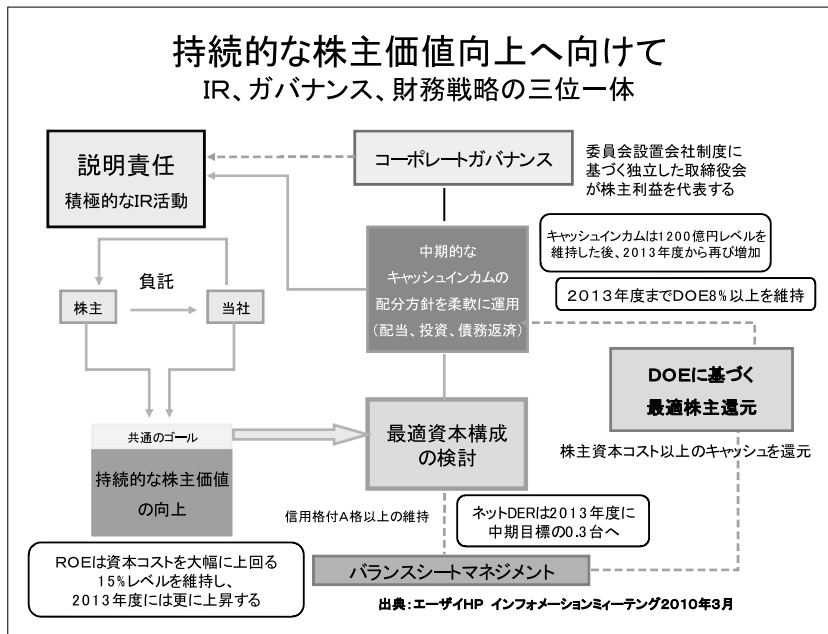 持続的な株主価値向上へ向けて
IR、ガバナンス、財務戦略の三位一体
説明責任
積極的なIR活動
コーポレートガバナンス
委員会設置会社制度に
基づく独立した取締役会
が株主利益を代表する
中期的な
キャッシュインカムの
配分方針を柔軟に運用
(配当、投資、債務返済)
キャッシュインカムは1200億円レベルを
維持した後、2013年度から再び増加
2013年度までDOE8%以上を維持
負託
株主
当社
DOEに基づく
最適株主還元
株主資本コスト以上のキャッシュを還元
共通のゴール
持続的な株主価値
の向上
最適資本構成
の検討
信用格付A格以上の維持
ネットDERは2013年度に
中期目標の0.3台へ
ROEは資本コストを大幅に上回る
15%レベルを維持し、
2013年度には更に上昇する
バランスシートマネジメント
出典:エーザイHP インフォメーションミィーテング2010年3月